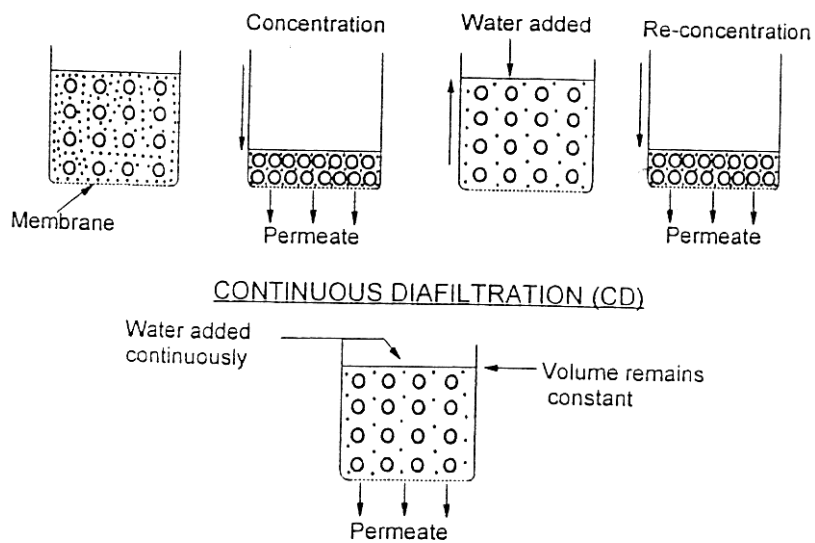 Concentration
Water added
Re-concentration
Membrane
Permeate
Permeate
CONTINUOUS DIAFILTRATION (CD)
Water added
continuously
Volume remains
constant
Permeate